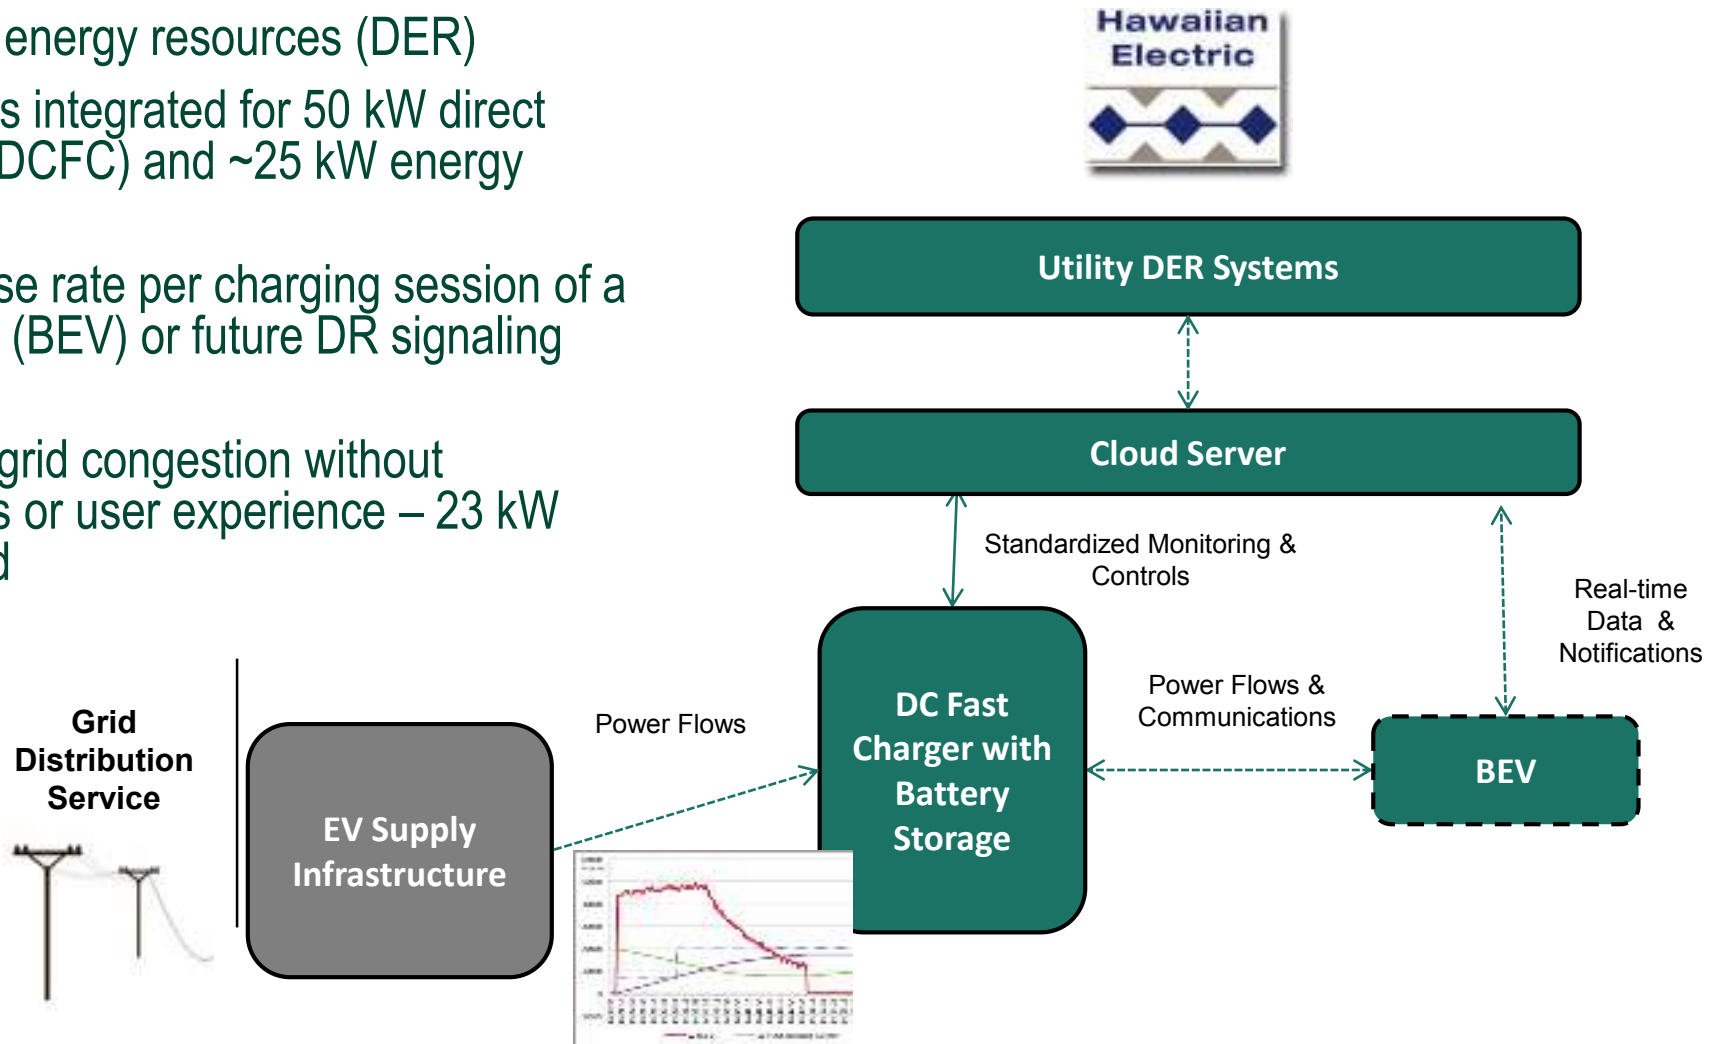 energy resources (DER)
s integrated for 50 kW direct
DCFC) and ~25 kW energy
se rate per charging session of a
(BEV) or future DR signaling
grid congestion without
s or user experience – 23 kW
d
Hawaiian
Electric
Utility DER Systems
Cloud Server
Standardized Monitoring &
Controls
Real-time
Data &
Notifications
Grid
Distribution
Service
EV Supply
Infrastructure
Power Flows
DC Fast
Charger with
Battery
Storage
Power Flows &
Communications
BEV